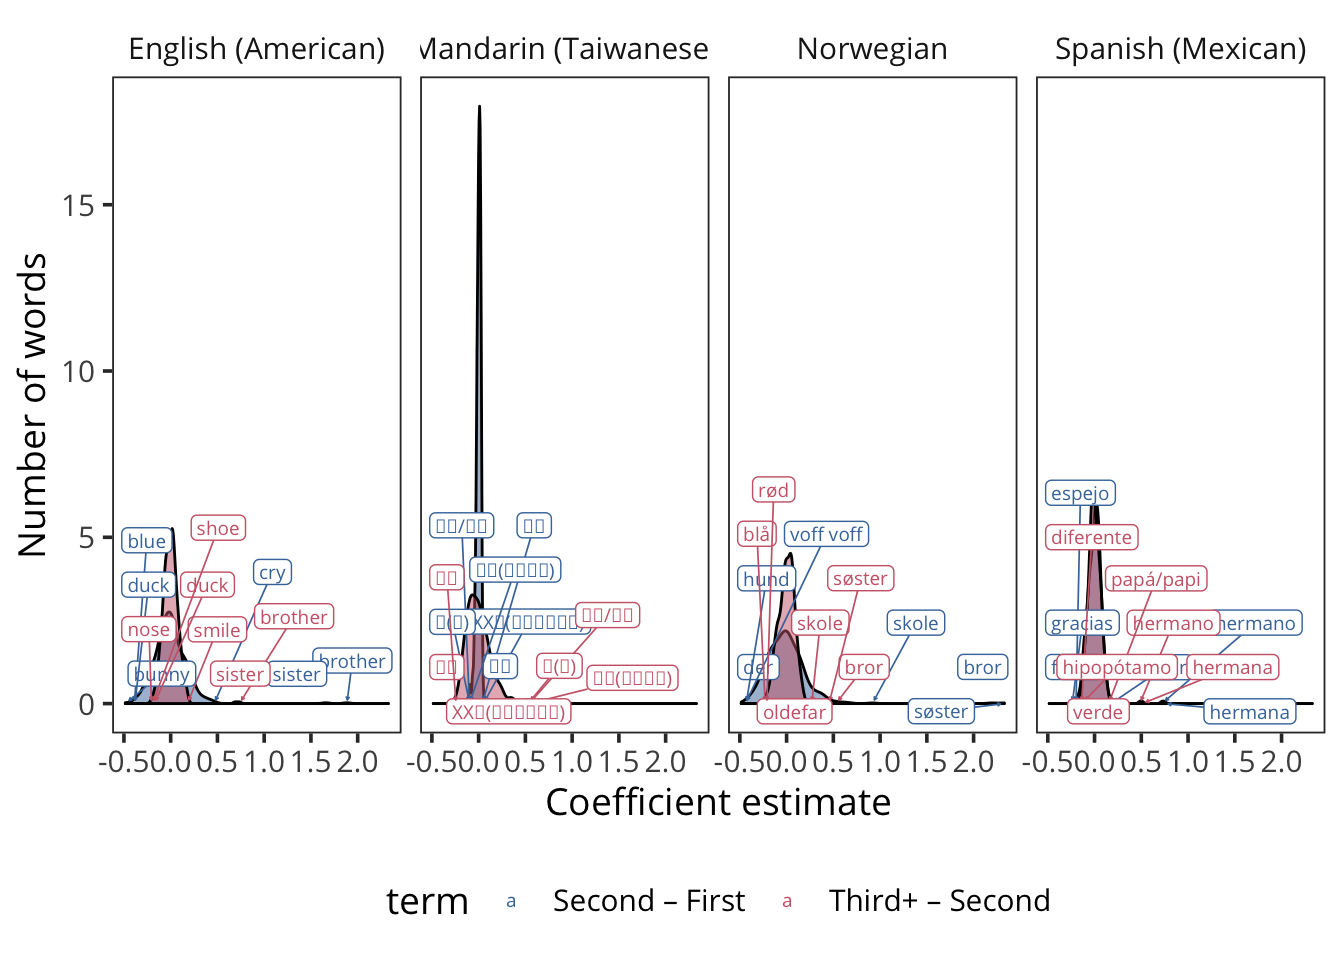 English (American)
Mandarin (Taiwanese
Norwegian
Spanish (Mexican)
Number of words
15
10
5
0
blue
shoe
duck
duck
cry
nose
smile
brother
bunny
sister
sister
brother
rød
blå
voff voff
hund
søster
skole
skole
der
bror
bror
oldefar
søster
espejo
diferente
papá/papi
gracias
hermano
hermano
hipopótamo
hermana
verde
hermana
-0.5 0.0 0.5 1.0 1.5 2.0
-0.5 0.0 0.5 1.0 1.5 2.0
-0.5 0.0 0.5 1.0 1.5 2.0
-0.5 0.0 0.5 1.0 1.5 2.0
Coefficient estimate
term
a Second – First
a Third+ – Second